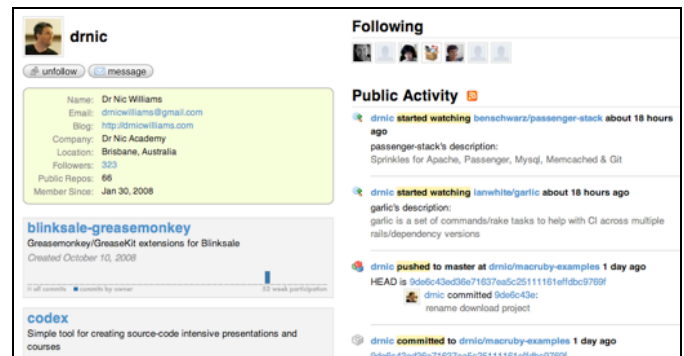 drnic
unfollow message
Name: Dr Nic Williams
Email: drnicwilliams@gmail.com
Blog: http://drnicwilliams.com
Company: Dr Nic Academy
Location: Brisbane, Australia
Followers: 323
Public Repos: 66
Member Since: Jan 30, 2008
blinksale-greasemonkey
Greasemonkey/GreaseKit extensions for Blinksale
Created October 10, 2008
all commits commits by owner 52 week participation
codex
Simple tool for creating source-code intensive presentations and
courses
Following
Public Activity
drnic started watching benschwarz/passenger-stack about 18 hours
ago
passenger-stack's description:
Sprinkles for Apache, Passenger, Mysql, Memcached & Git
drnic started watching ianwhite/garlic about 18 hours ago
garlic's description:
garlic is a set of commands/rake tasks to help with CI across multiple
rails/dependency versions
drnic pushed to master at drnic/macruby-examples 1 day ago
HEAD is 9de6c43ed36e71637ea5c25111161effdbc9769f
drnic committed 9de6c43e:
rename download project
drnic committed to drnic/macruby-examples 1 day ago